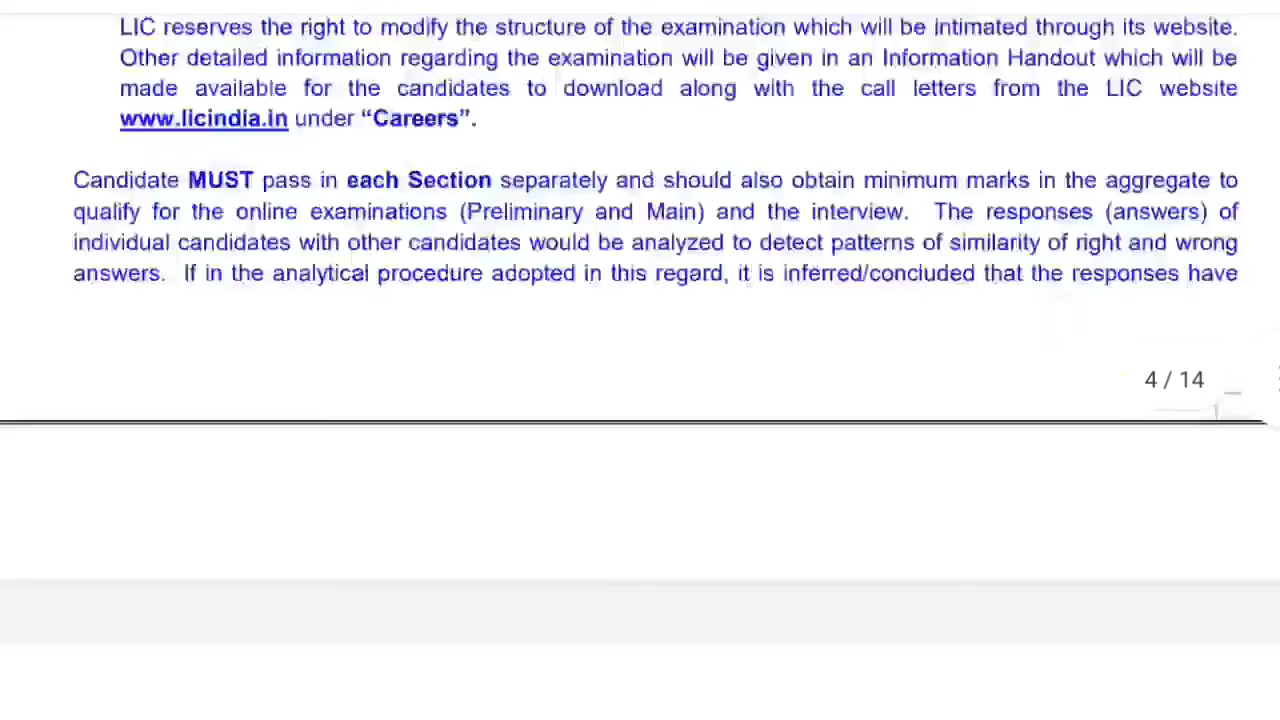 LIC reserves the right to modify the structure of the examination which will be intimated through its website.
Other detailed information regarding the examination will be given in an Information Handout which will be
made available for the candidates to download along with the call letters from the LIC website
www.licindia.in under “Careers”.
Candidate MUST pass in each Section separately and should also obtain minimum marks in the aggregate to
qualify for the online examinations (Preliminary and Main) and the interview. The responses (answers) of
individual candidates with other candidates would be analyzed to detect patterns of similarity of right and wrong
answers. If in the analytical procedure adopted in this regard, it is inferred/concluded that the responses have
4 / 14